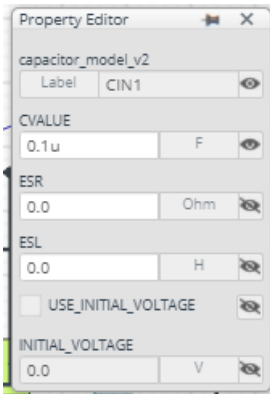 Property Editor
capacitor_model_v2
Label CIN1
CVALUE
0.1u F
ESR
0.0 Ohm
ESL
0.0 H
USE_INITIAL_VOLTAGE
INITIAL_VOLTAGE
0.0 V